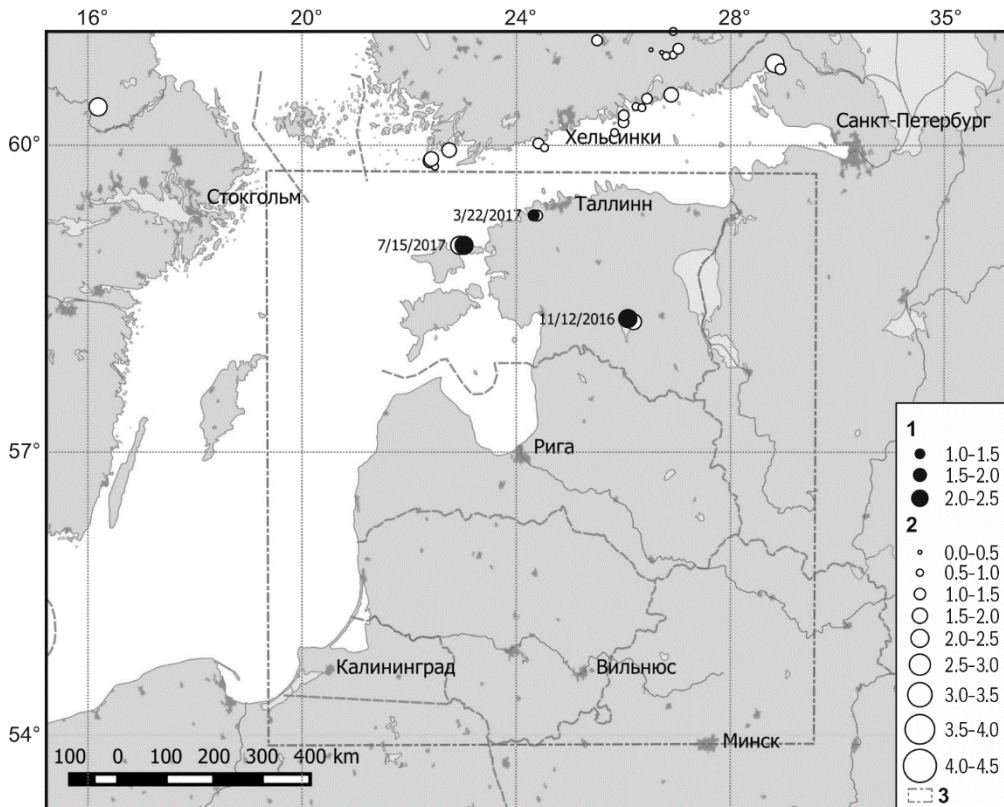 16° 20° 24° 28° 35°
60°
57°
54°
Хельсинки
Санкт-Петербург
Стокгольм
Таллинн
3/22/2017
7/15/2017
11/12/2016
Рига
Калининград
Вильнюс
Минск
100 0 100 200 300 400 km
1
1.0–1.5
1.5–2.0
2.0–2.5
2
0.0–0.5
0.5–1.0
1.0–1.5
1.5–2.0
2.0–2.5
2.5–3.0
3.0–3.5
3.5–4.0
4.0–4.5
3